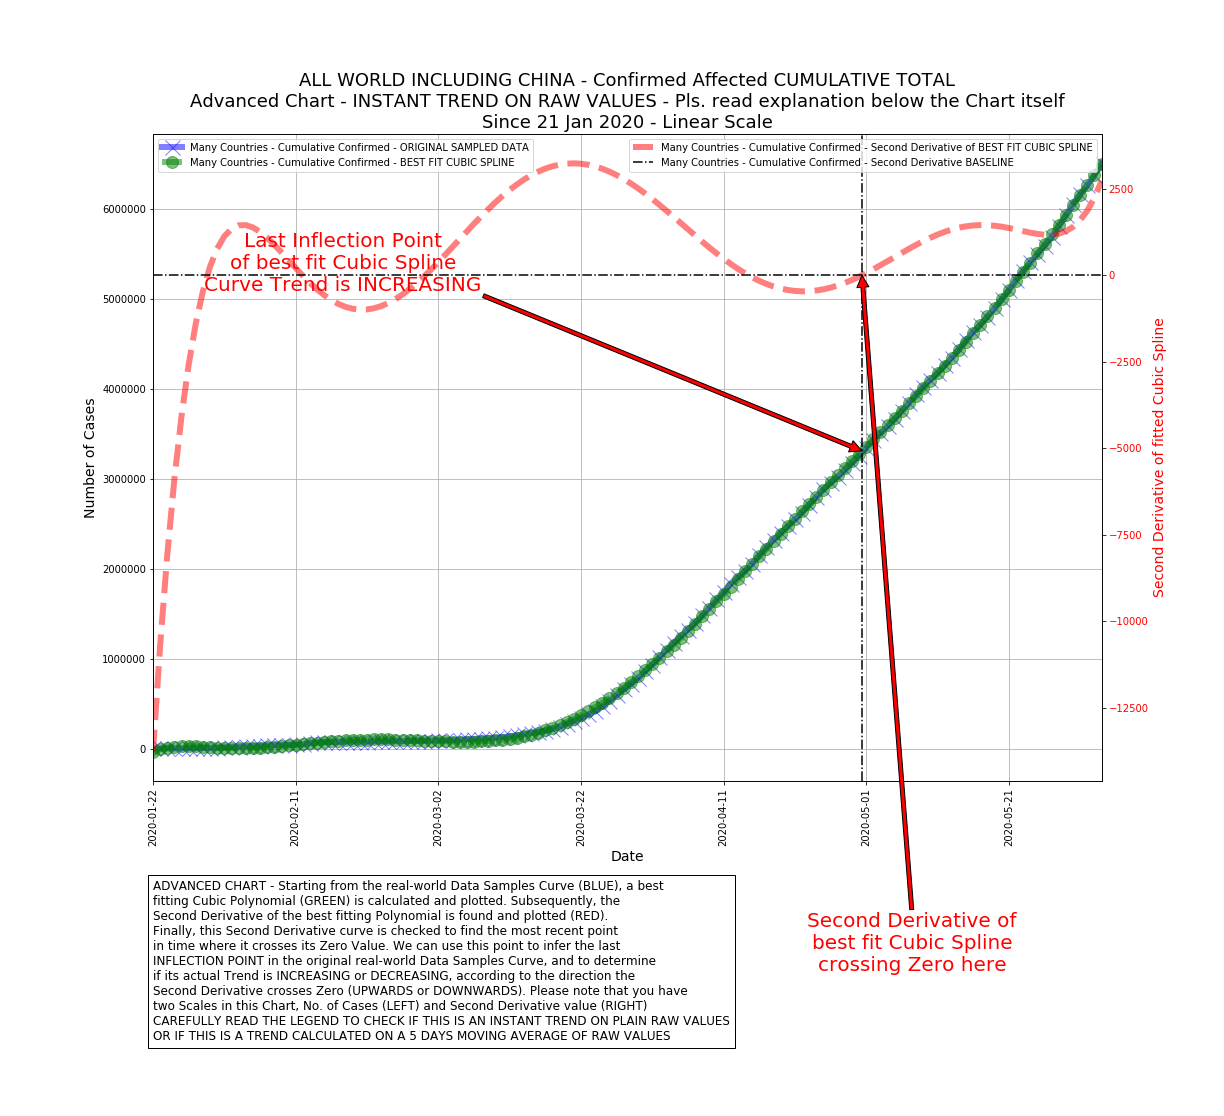 ALL WORLD INCLUDING CHINA - Confirmed Affected CUMULATIVE TOTAL
Advanced Chart - INSTANT TREND ON RAW VALUES - Pls. read explanation below the Chart itself
Since 21 Jan 2020 - Linear Scale
Many Countries - Cumulative Confirmed - ORIGINAL SAMPLED DATA
Many Countries - Cumulative Confirmed - BEST FIT CUBIC SPLINE
Many Countries - Cumulative Confirmed - Second Derivative of BEST FIT CUBIC SPLINE
Many Countries - Cumulative Confirmed - Second Derivative BASELINE
Last Inflection Point
of best fit Cubic Spline
Curve Trend is INCREASING
Number of Cases
6000000
5000000
4000000
3000000
2000000
1000000
0
2500
0
−2500
−5000
−7500
−10000
−12500
Second Derivative of fitted Cubic Spline
2020-01-22
2020-02-11
2020-03-02
2020-03-22
2020-04-11
2020-05-01
2020-05-21
Date
Second Derivative of
best fit Cubic Spline
crossing Zero here
ADVANCED CHART - Starting from the real-world Data Samples Curve (BLUE), a best
fitting Cubic Polynomial (GREEN) is calculated and plotted. Subsequently, the
Second Derivative of the best fitting Polynomial is found and plotted (RED).
Finally, this Second Derivative curve is checked to find the most recent point
in time where it crosses its Zero Value. We can use this point to infer the last
INFLECTION POINT in the original real-world Data Samples Curve, and to determine
if its actual Trend is INCREASING or DECREASING, according to the direction the
Second Derivative crosses Zero (UPWARDS or DOWNWARDS). Please note that you have
two Scales in this Chart, No. of Cases (LEFT) and Second Derivative value (RIGHT)
CAREFULLY READ THE LEGEND TO CHECK IF THIS IS AN INSTANT TREND ON PLAIN RAW VALUES
OR IF THIS IS A TREND CALCULATED ON A 5 DAYS MOVING AVERAGE OF RAW VALUES